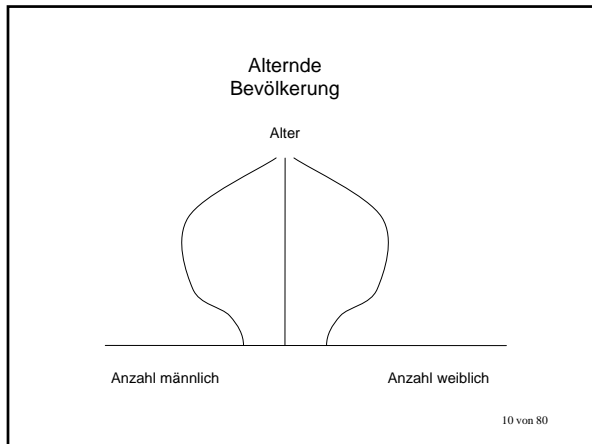 Alternde
Bevölkerung
Alter
Anzahl männlich
Anzahl weiblich
10 von 80